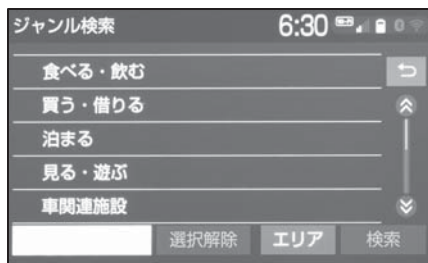 ジャンル検索 6:30
食べる・飲む
買う・借りる
泊まる
見る・遊ぶ
車関連施設
選択解除 エリア 検索